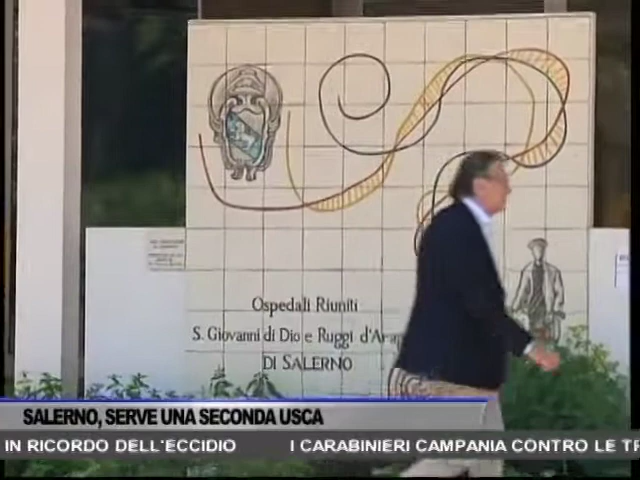 Ospedali Riuniti
S. Giovanni di Dio e Ruggi
DI SALERNO
SALERNO, SERVE UNA SECONDA USCA
IN RICORDO DELL'ECCIDIO I CARABINIERI CAMPANIA CONTRO LE